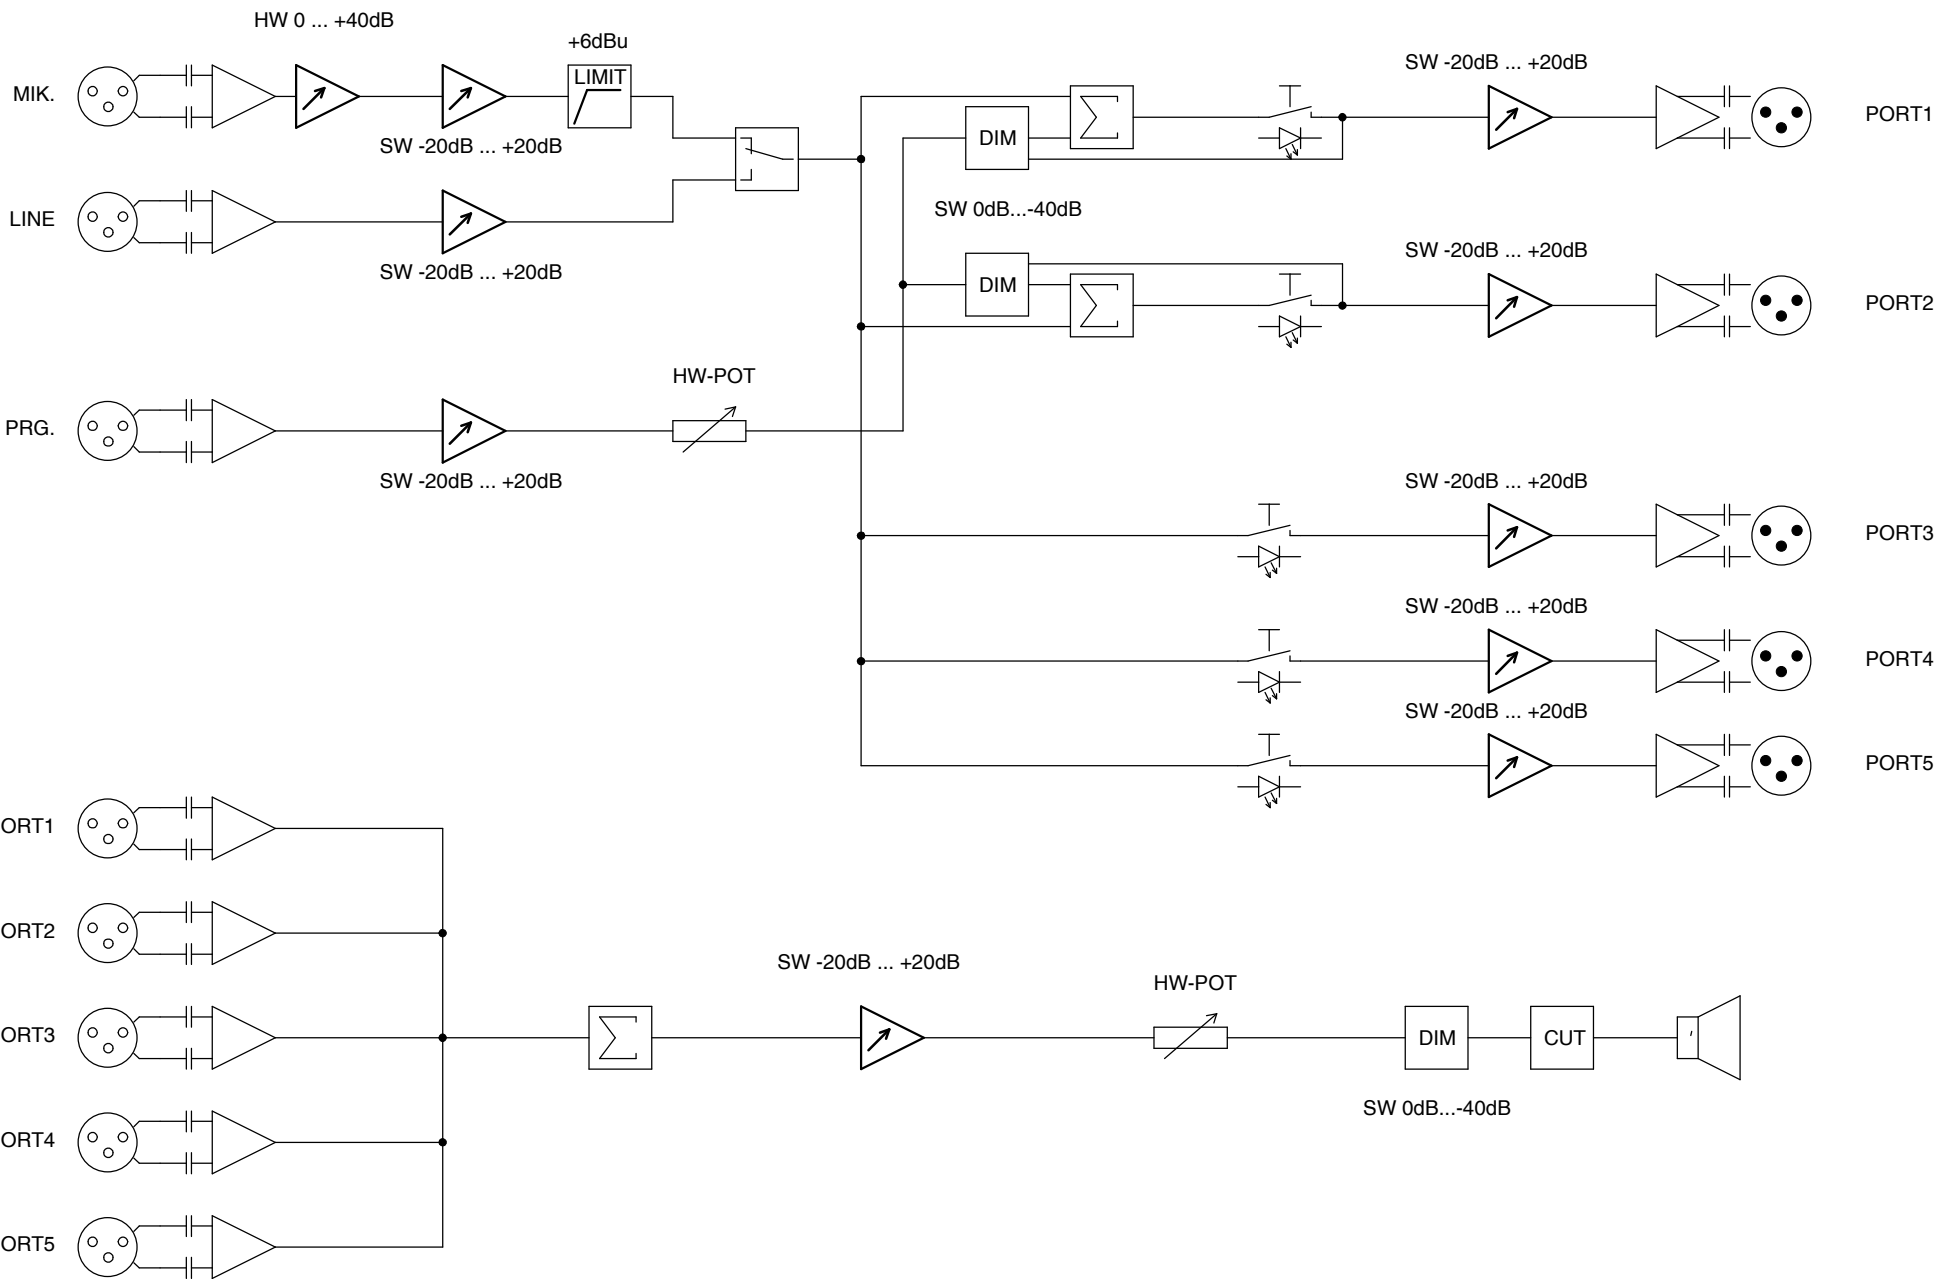 HW 0 ... +40dB
+6dBu
MIK.
LIMIT
SW -20dB ... +20dB
LINE
SW -20dB ... +20dB
PRG.
SW -20dB ... +20dB
HW-POT
SW -20dB ... +20dB
DIM
PORT1
SW 0dB...-40dB
SW -20dB ... +20dB
DIM
PORT2
SW -20dB ... +20dB
PORT3
SW -20dB ... +20dB
PORT4
SW -20dB ... +20dB
PORT5
ORT1
ORT2
ORT3
ORT4
ORT5
SW -20dB ... +20dB
HW-POT
DIM
CUT
SW 0dB...-40dB